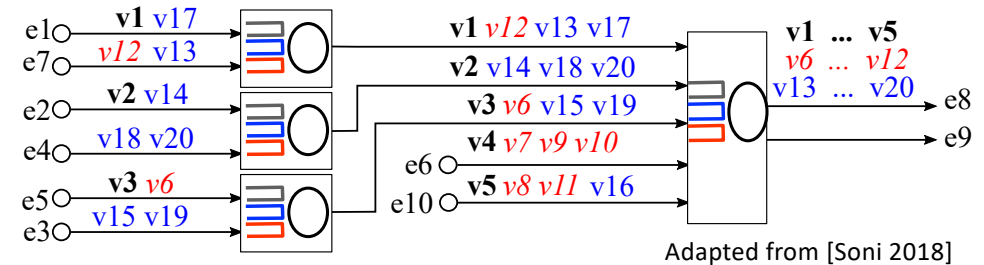 e1 v1 v17
e7 v12 v13
e2 v2 v14
e4 v18 v20
e5 v3 v6
e3 v15 v19
v1 v12 v13 v17
v2 v14 v18 v20
v3 v6 v15 v19
v4 v7 v9 v10
e6
v5 v8 v11 v16
e10
v1 ... v5
v6 ... v12
v13 ... v20
e8
e9
Adapted from [Soni 2018]